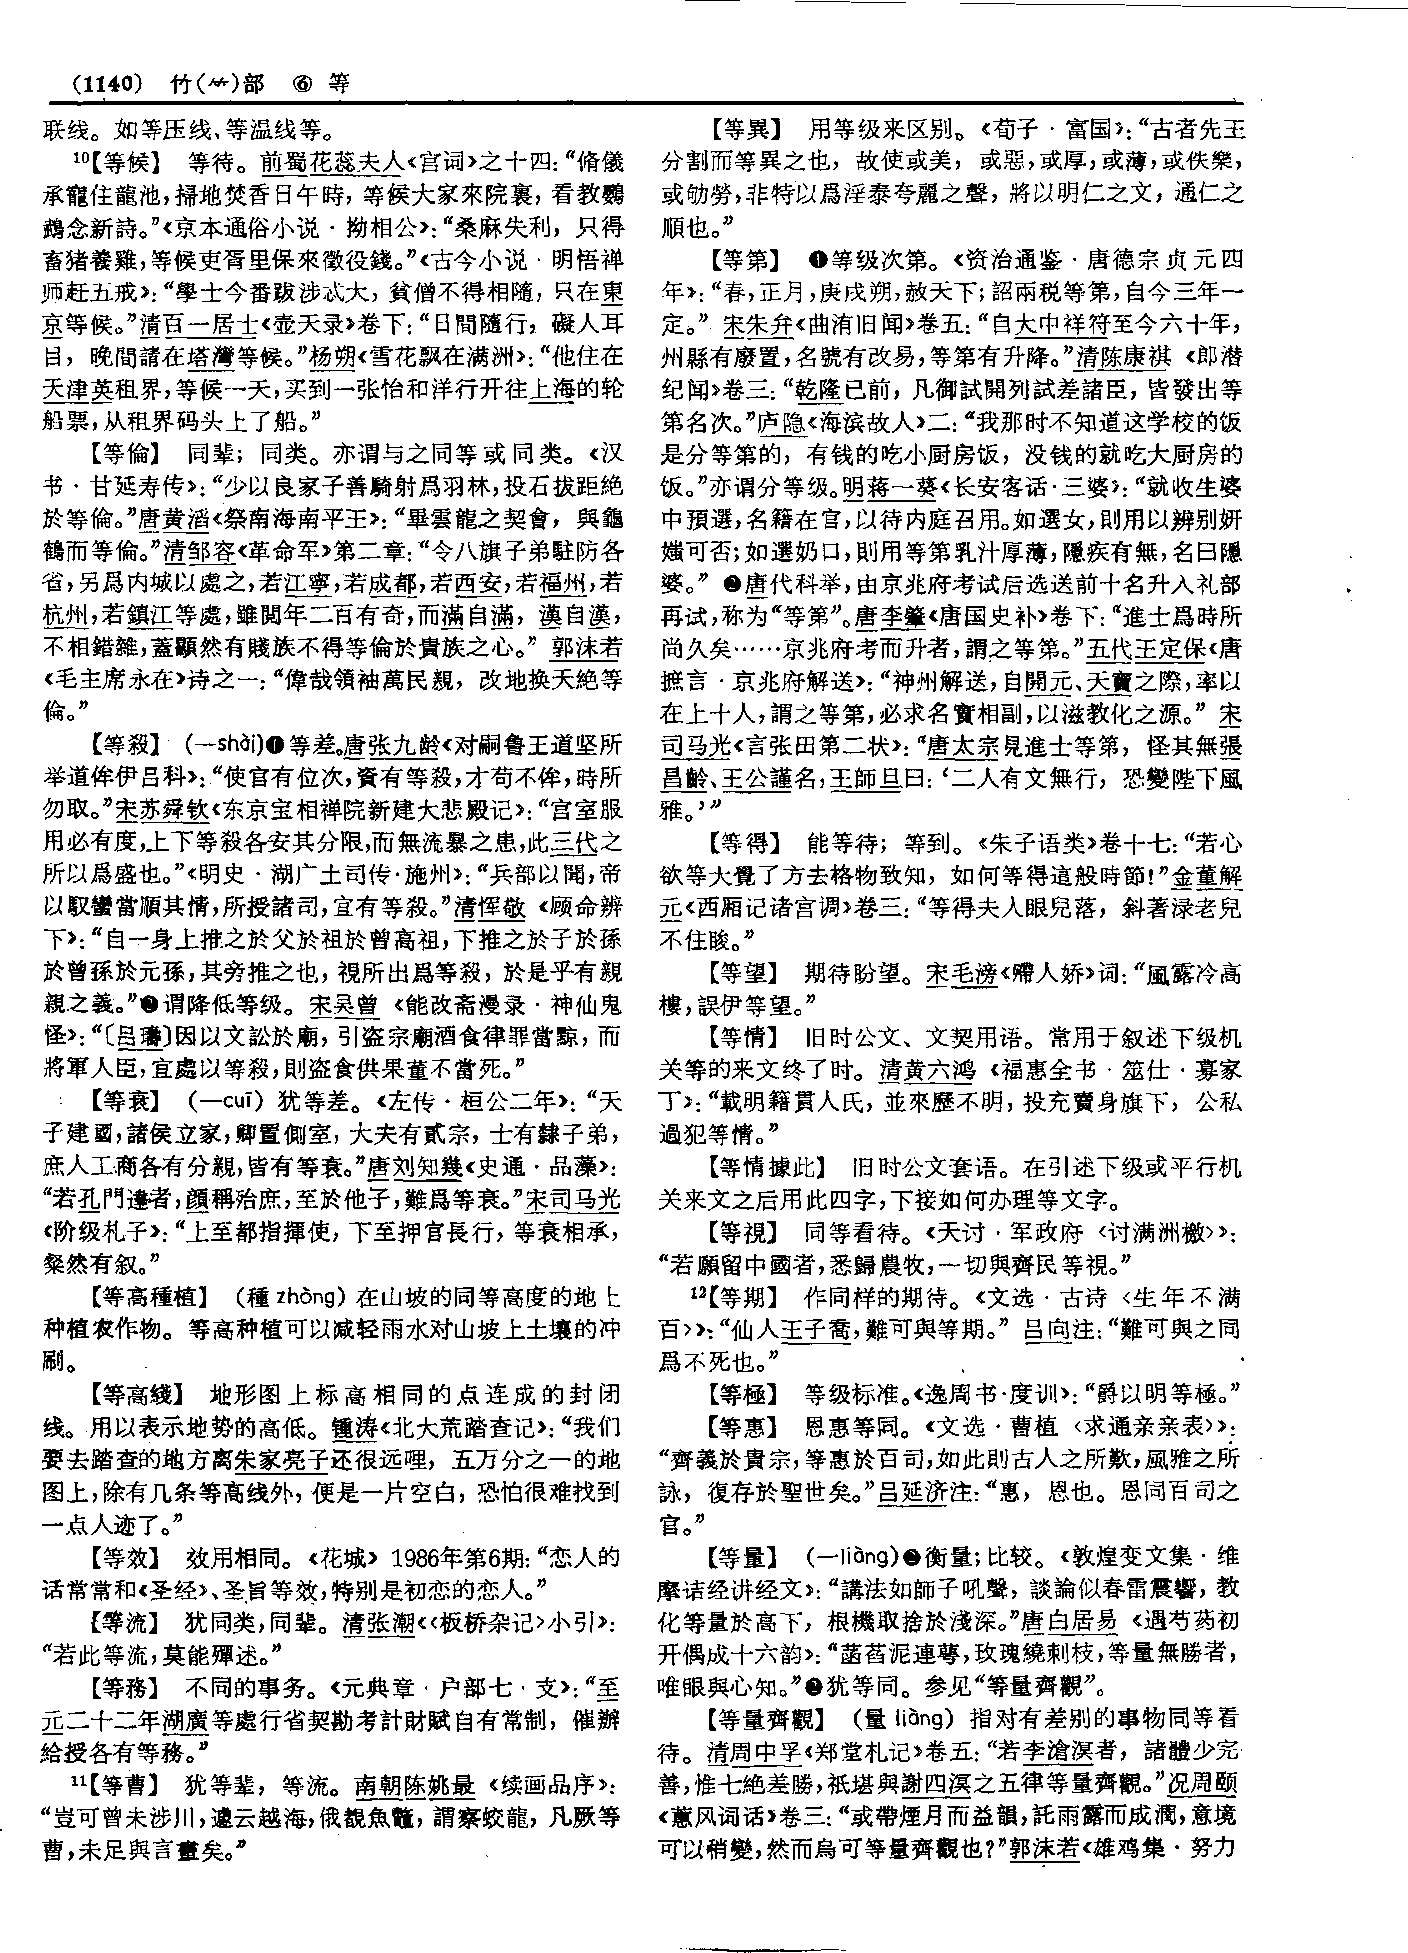 (1140) 竹(⺮)部 ⑥ 等
联线。如等压线、等温线等。
10【等候】 等待。前蜀花蕊夫人《宫词》之十四：“脩儀
承寵住龍池，掃地焚香日午時，等候大家來院裏，看教鸚
鵡念新詩。”《京本通俗小说·拗相公》：“桑麻失利，只得
畜猪養雞，等候吏胥里保來徵役錢。”《古今小说·明悟禅
师赶五戒》：“學士今番跋涉忒大，貧僧不得相隨，只在東
京等候。”清百一居士《壶天录》卷下：“日間隨行，礙人耳
目，晚間請在塔灣等候。”杨朔《雪花飘在满洲》：“他住在
天津英租界，等候一天，买到一张怡和洋行开往上海的轮
船票，从租界码头上了船。”
【等倫】 同辈；同类。亦谓与之同等或同类。《汉
书·甘延寿传》：“少以良家子善騎射爲羽林，投石拔距絶
於等倫。”唐黄滔《祭南海南平王》：“畢雲龍之契會，與龜
鶴而等倫。”清邹容《革命军》第二章：“令八旗子弟駐防各
省，另爲内城以處之，若江寧，若成都，若西安，若福州，若
杭州，若鎮江等處，雖閲年二百有奇，而滿自滿，漢自漢，
不相錯雜，蓋顯然有賤族不得等倫於貴族之心。”郭沫若
《毛主席永在》诗之一：“偉哉領袖萬民親，改地换天絶等
倫。”
【等殺】 (—shài)❶等差。唐张九龄《对嗣鲁王道坚所
举道侔伊吕科》：“使官有位次，資有等殺，才苟不侔，時所
勿取。”宋苏舜钦《东京宝相禅院新建大悲殿记》：“宫室服
用必有度，上下等殺各安其分限，而無流暴之患，此三代之
所以爲盛也。”《明史·湖广土司传·施州》：“兵部以聞，帝
以馭蠻當順其情，所授諸司，宜有等殺。”清恽敬《顾命辨
下》：“自一身上推之於父於祖於曾高祖，下推之於子於孫
於曾孫於元孫，其旁推之也，視所出爲等殺，於是乎有親
親之義。”❷谓降低等级。宋吴曾《能改斋漫录·神仙鬼
怪》：“〔吕璹〕因以文訟於廟，引盗宗廟酒食律罪當黥，而
將軍人臣，宜處以等殺，則盗食供果董不當死。”
【等衰】 (—cuī) 犹等差。《左传·桓公二年》：“天
子建國，諸侯立家，卿置側室，大夫有貳宗，士有隸子弟，
庶人工商各有分親，皆有等衰。”唐刘知幾《史通·品藻》：
“若孔門達者，顔稱殆庶，至於他子，難爲等衰。”宋司马光
《阶级札子》：“上至都指揮使，下至押官長行，等衰相承，
粲然有叙。”
【等高種植】 (種 zhòng) 在山坡的同等高度的地上
种植农作物。等高种植可以减轻雨水对山坡上土壤的冲
刷。
【等高綫】 地形图上标高相同的点连成的封闭
线。用以表示地势的高低。锺涛《北大荒踏查记》：“我们
要去踏查的地方离朱家亮子还很远哩，五万分之一的地
图上，除有几条等高线外，便是一片空白，恐怕很难找到
一点人迹了。”
【等效】 效用相同。《花城》1986年第6期：“恋人的
话常常和《圣经》、圣旨等效，特别是初恋的恋人。”
【等流】 犹同类，同辈。清张潮《〈板桥杂记〉小引》：
“若此等流，莫能殫述。”
【等務】 不同的事务。《元典章·户部七·支》：“至
元二十二年湖廣等處行省契勘考計財賦自有常制，催辦
給授各有等務。”
11【等曹】 犹等辈，等流。南朝陈姚最《续画品序》：
“豈可曾未涉川，遽云越海，俄覩魚鼈，謂察蛟龍，凡厥等
曹，未足與言畫矣。”
【等異】 用等级来区别。《荀子·富国》：“古者先王
分割而等異之也，故使或美，或惡，或厚，或薄，或佚樂，
或劬勞，非特以爲淫泰夸麗之聲，將以明仁之文，通仁之
順也。”
【等第】 ❶等级次第。《资治通鉴·唐德宗贞元四
年》：“春，正月，庚戌朔，赦天下；詔兩税等第，自今三年一
定。”宋朱弁《曲洧旧闻》卷五：“自大中祥符至今六十年，
州縣有廢置，名號有改易，等第有升降。”清陈康祺《郎潜
纪闻》卷三：“乾隆已前，凡御試開列試差諸臣，皆發出等
第名次。”庐隐《海滨故人》二：“我那时不知道这学校的饭
是分等第的，有钱的吃小厨房饭，没钱的就吃大厨房的
饭。”亦谓分等级。明蒋一葵《长安客话·三婆》：“就收生婆
中預選，名籍在官，以待内庭召用。如選女，則用以辨别妍
媸可否；如選奶口，則用等第乳汁厚薄，隱疾有無，名曰隱
婆。”❷唐代科举，由京兆府考试后选送前十名升入礼部
再试，称为“等第”。唐李肇《唐国史补》卷下：“進士爲時所
尚久矣……京兆府考而升者，謂之等第。”五代王定保《唐
摭言·京兆府解送》：“神州解送，自開元、天寶之際，率以
在上十人，謂之等第，必求名實相副，以滋教化之源。”宋
司马光《言张田第二状》：“唐太宗見進士等第，怪其無張
昌齡、王公謹名，王師旦曰：‘二人有文無行，恐變陛下風
雅。’”
【等得】 能等待；等到。《朱子语类》卷十七：“若心
欲等大覺了方去格物致知，如何等得這般時節！”金董解
元《西厢记诸宫调》卷三：“等得夫人眼兒落，斜著渌老兒
不住睃。”
【等望】 期待盼望。宋毛滂《殢人娇》词：“風露冷高
樓，誤伊等望。”
【等情】 旧时公文、文契用语。常用于叙述下级机
关等的来文终了时。清黄六鸿《福惠全书·筮仕·募家
丁》：“載明籍貫人氏，並來歷不明，投充賣身旗下，公私
過犯等情。”
【等情據此】 旧时公文套语。在引述下级或平行机
关来文之后用此四字，下接如何办理等文字。
【等視】 同等看待。《天讨·军政府〈讨满洲檄〉》：
“若願留中國者，悉歸農牧，一切與齊民等視。”
12【等期】 作同样的期待。《文选·古诗〈生年不满
百〉》：“仙人王子喬，難可與等期。”吕向注：“難可與之同
爲不死也。”
【等極】 等级标准。《逸周书·度训》：“爵以明等極。”
【等惠】 恩惠等同。《文选·曹植〈求通亲亲表〉》：
“齊義於貴宗，等惠於百司，如此則古人之所歎，風雅之所
詠，復存於聖世矣。”吕延济注：“惠，恩也。恩同百司之
官。”
【等量】 (—liàng)❶衡量；比较。《敦煌变文集·维
摩诘经讲经文》：“講法如師子吼聲，談論似春雷震響，教
化等量於高下，根機取捨於淺深。”唐白居易《遇芍药初
开偶成十六韵》：“菡萏泥連萼，玫瑰繞刺枝，等量無勝者，
唯眼與心知。”❷犹等同。参见“等量齊觀”。
【等量齊觀】 (量 liàng) 指对有差别的事物同等看
待。清周中孚《郑堂札记》卷五：“若李滄溟者，諸體少完
善，惟七絶差勝，祇堪與謝四溟之五律等量齊觀。”况周颐
《蕙风词话》卷三：“或帶煙月而益韻，託雨露而成潤，意境
可以稍變，然而烏可等量齊觀也？”郭沫若《雄鸡集·努力